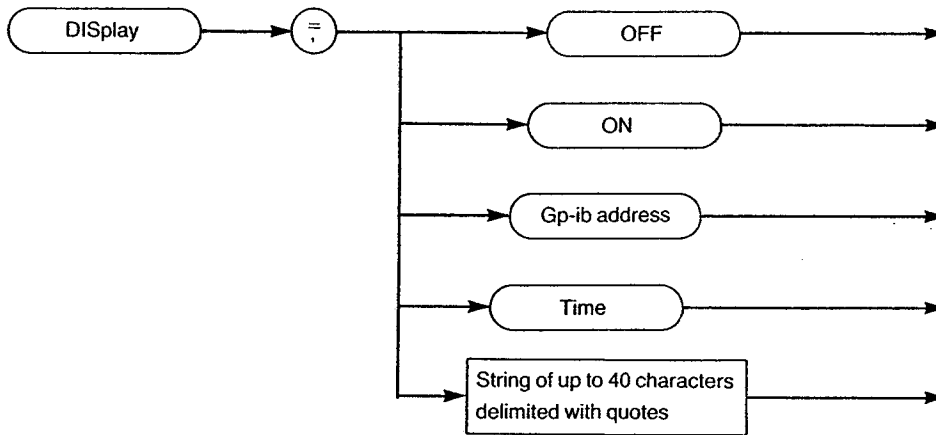 DISplay
=
,
OFF
ON
Gp-ib address
Time
String of up to 40 characters
delimited with quotes